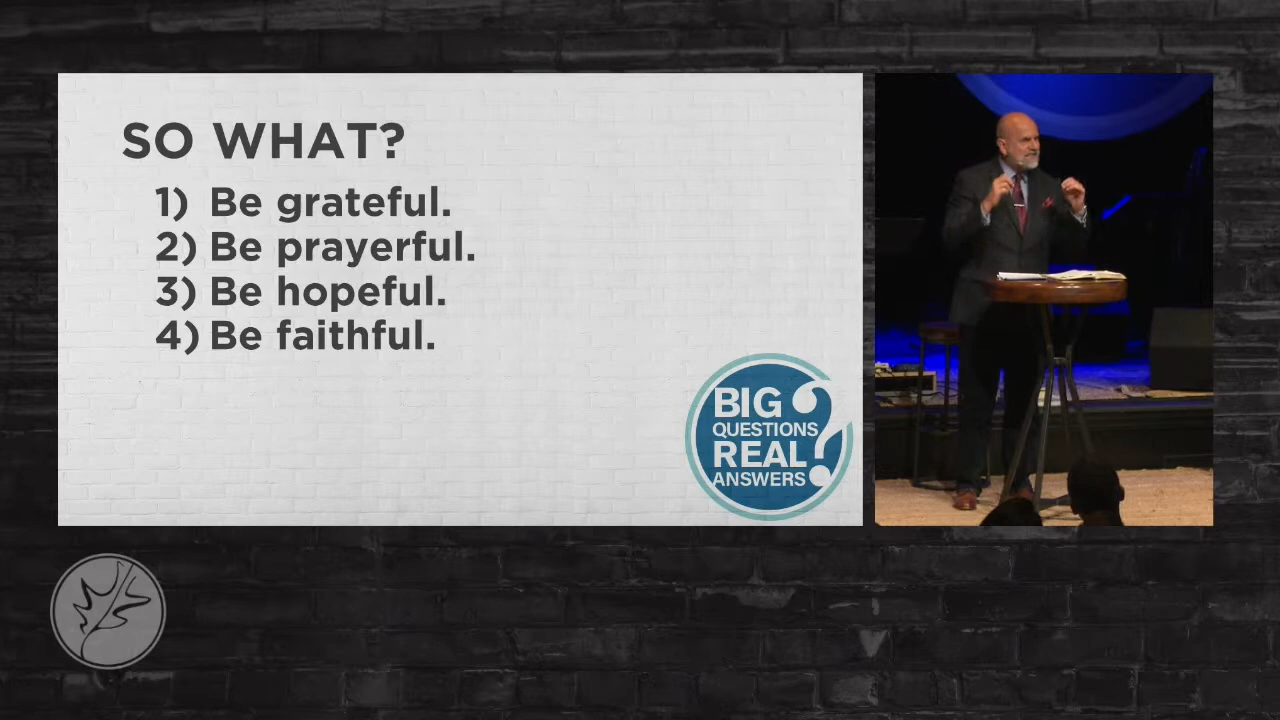 SO WHAT?
1) Be grateful.
2) Be prayerful.
3) Be hopeful.
4) Be faithful.
BIG
QUESTIONS
REAL
ANSWERS
?